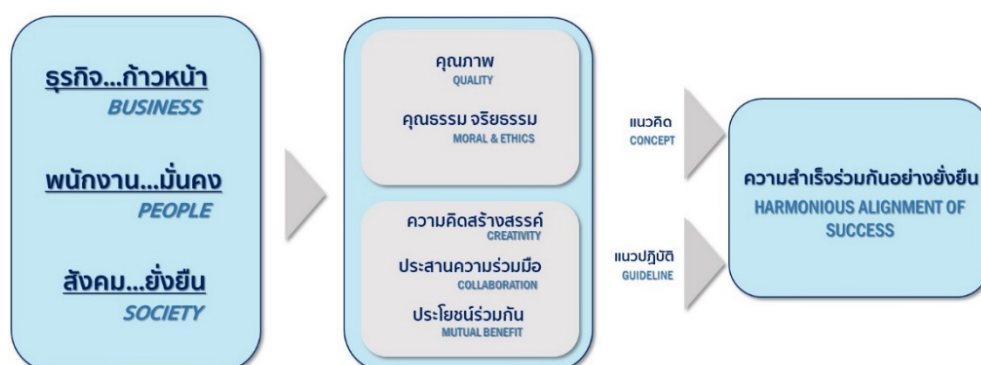 ธุรกิจ...ก้าวหน้า
BUSINESS
พนักงาน...มั่นคง
PEOPLE
สังคม...ยั่งยืน
SOCIETY
คุณภาพ
QUALITY
คุณธรรม จริยธรรม
MORAL & ETHICS
ความคิดสร้างสรรค์
CREATIVITY
ประสานความร่วมมือ
COLLABORATION
ประโยชน์ร่วมกัน
MUTUAL BENEFIT
แนวคิด
CONCEPT
แนวปฏิบัติ
GUIDELINE
ความสำเร็จร่วมกันอย่างยั่งยืน
HARMONIOUS ALIGNMENT OF
SUCCESS